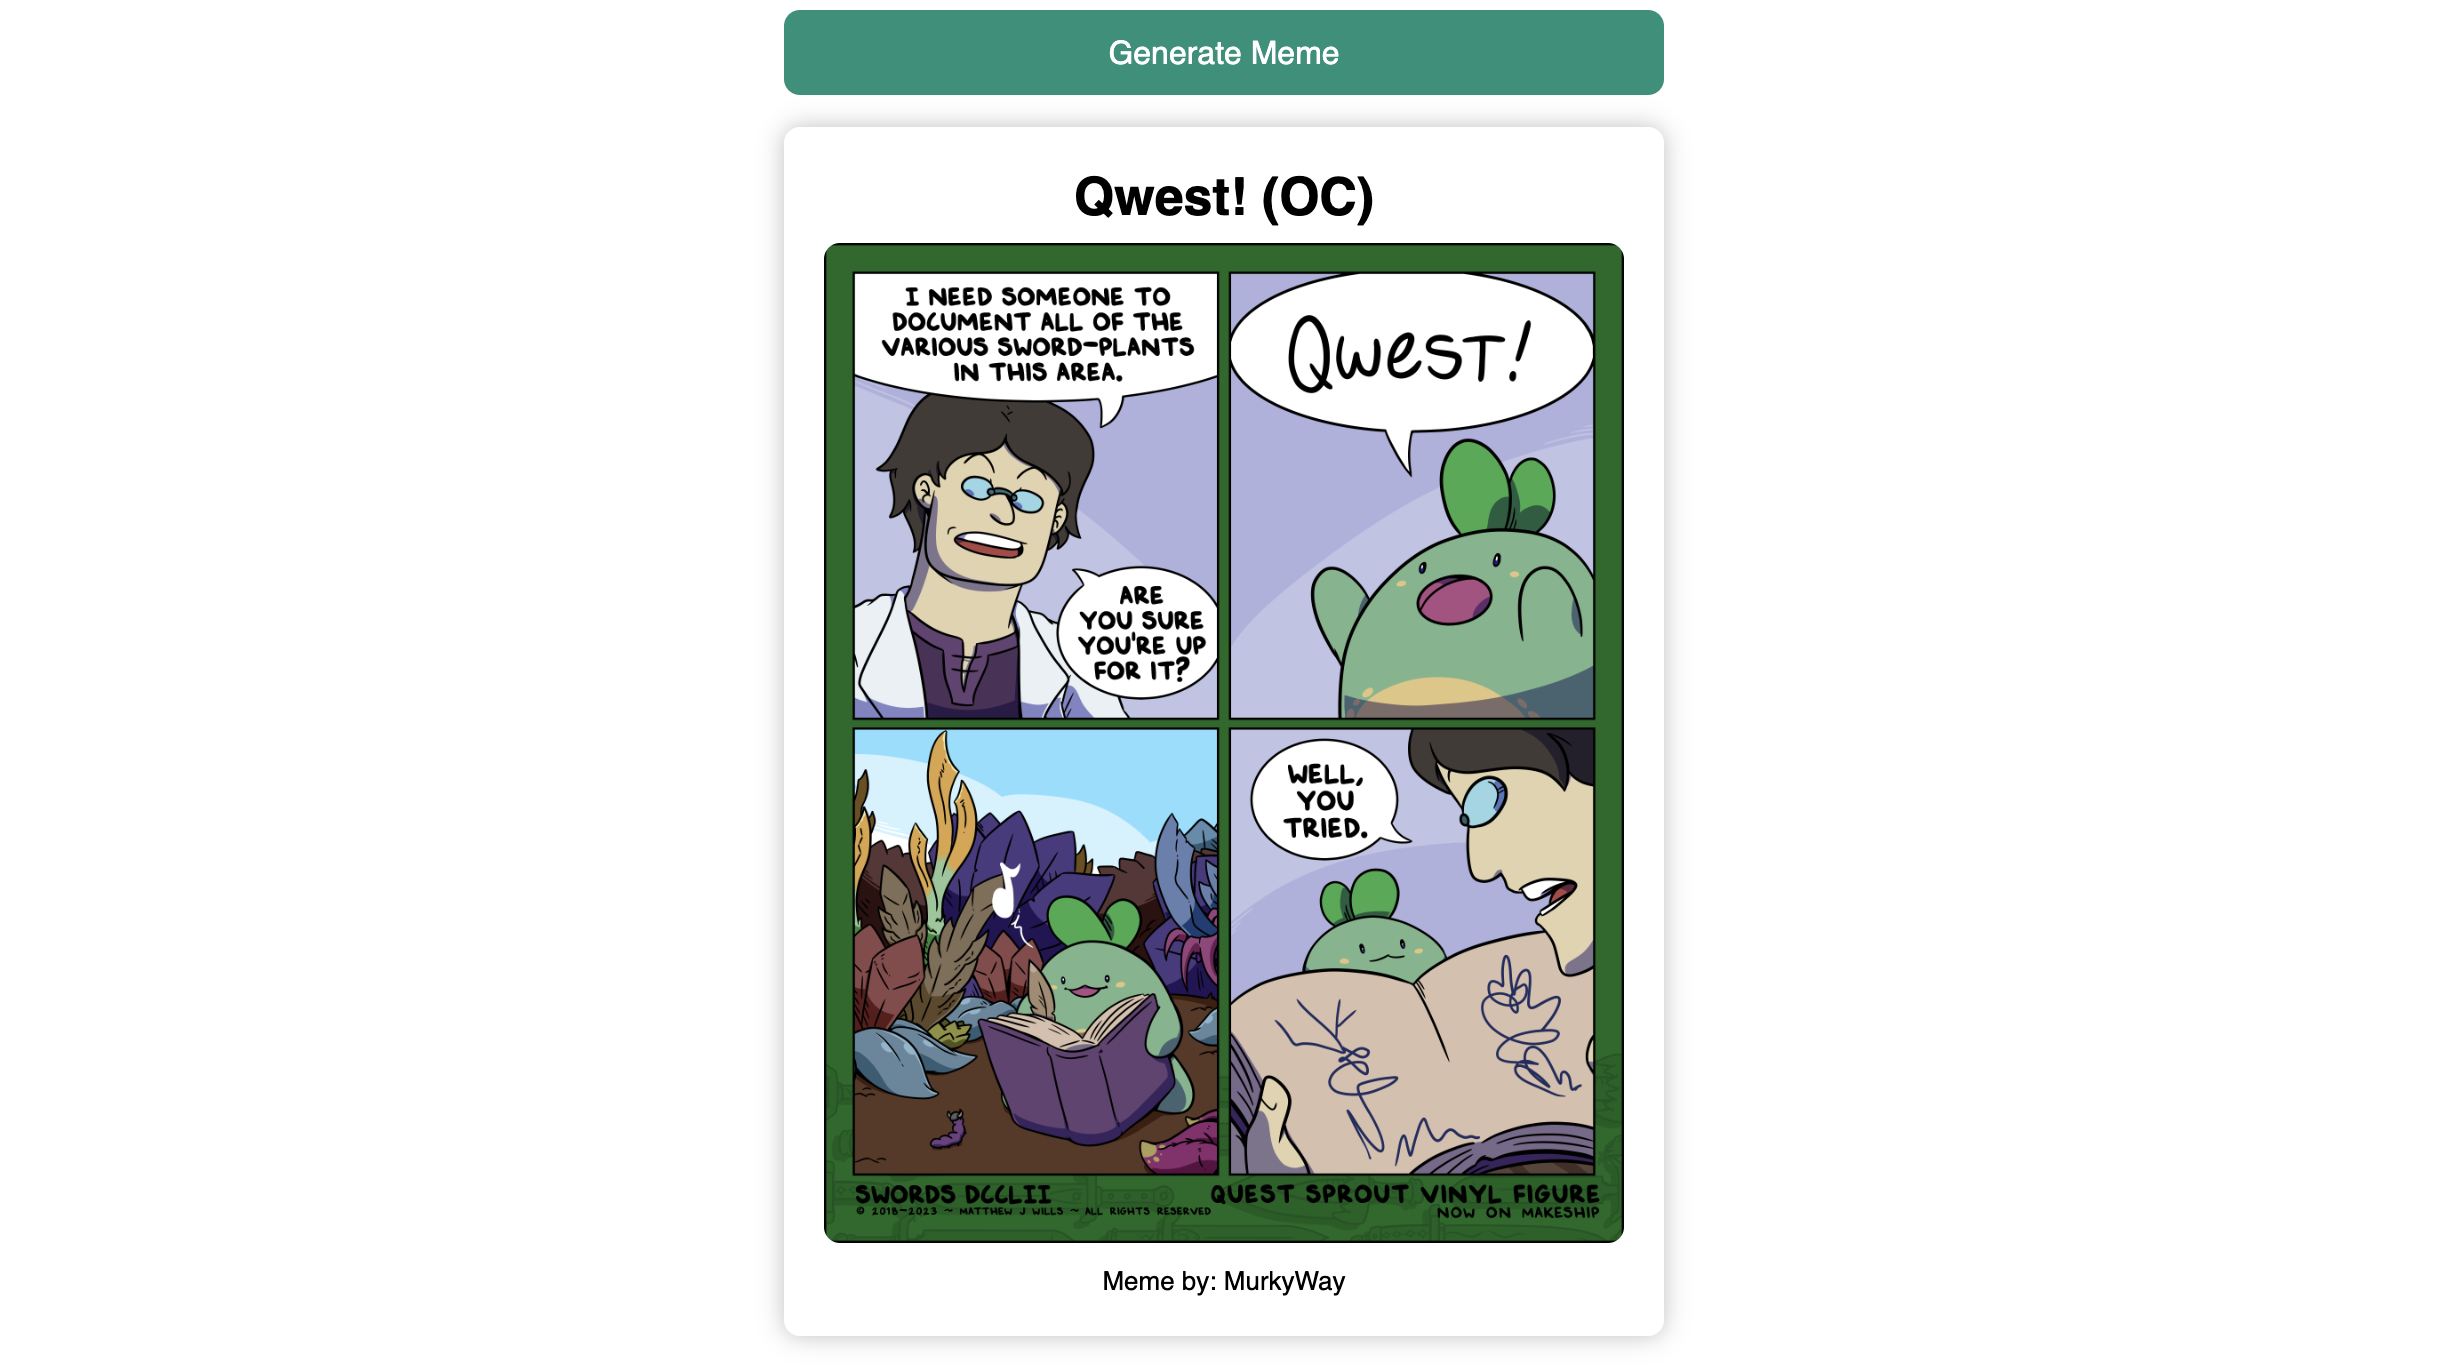 Generate Meme
Qwest! (OC)
I NEED SOMEONE TO
DOCUMENT ALL OF THE
VARIOUS SWORD-PLANTS
IN THIS AREA.
ARE
YOU SURE
YOU'RE UP
FOR IT?
QWEST!
WELL,
YOU
TRIED.
SWORDS DCCLII
© 2018-2023 ~ MATTHEW J WILLS ~ ALL RIGHTS RESERVED
QUEST SPROUT VINYL FIGURE
NOW ON MAKESHIP
Meme by: MurkyWay